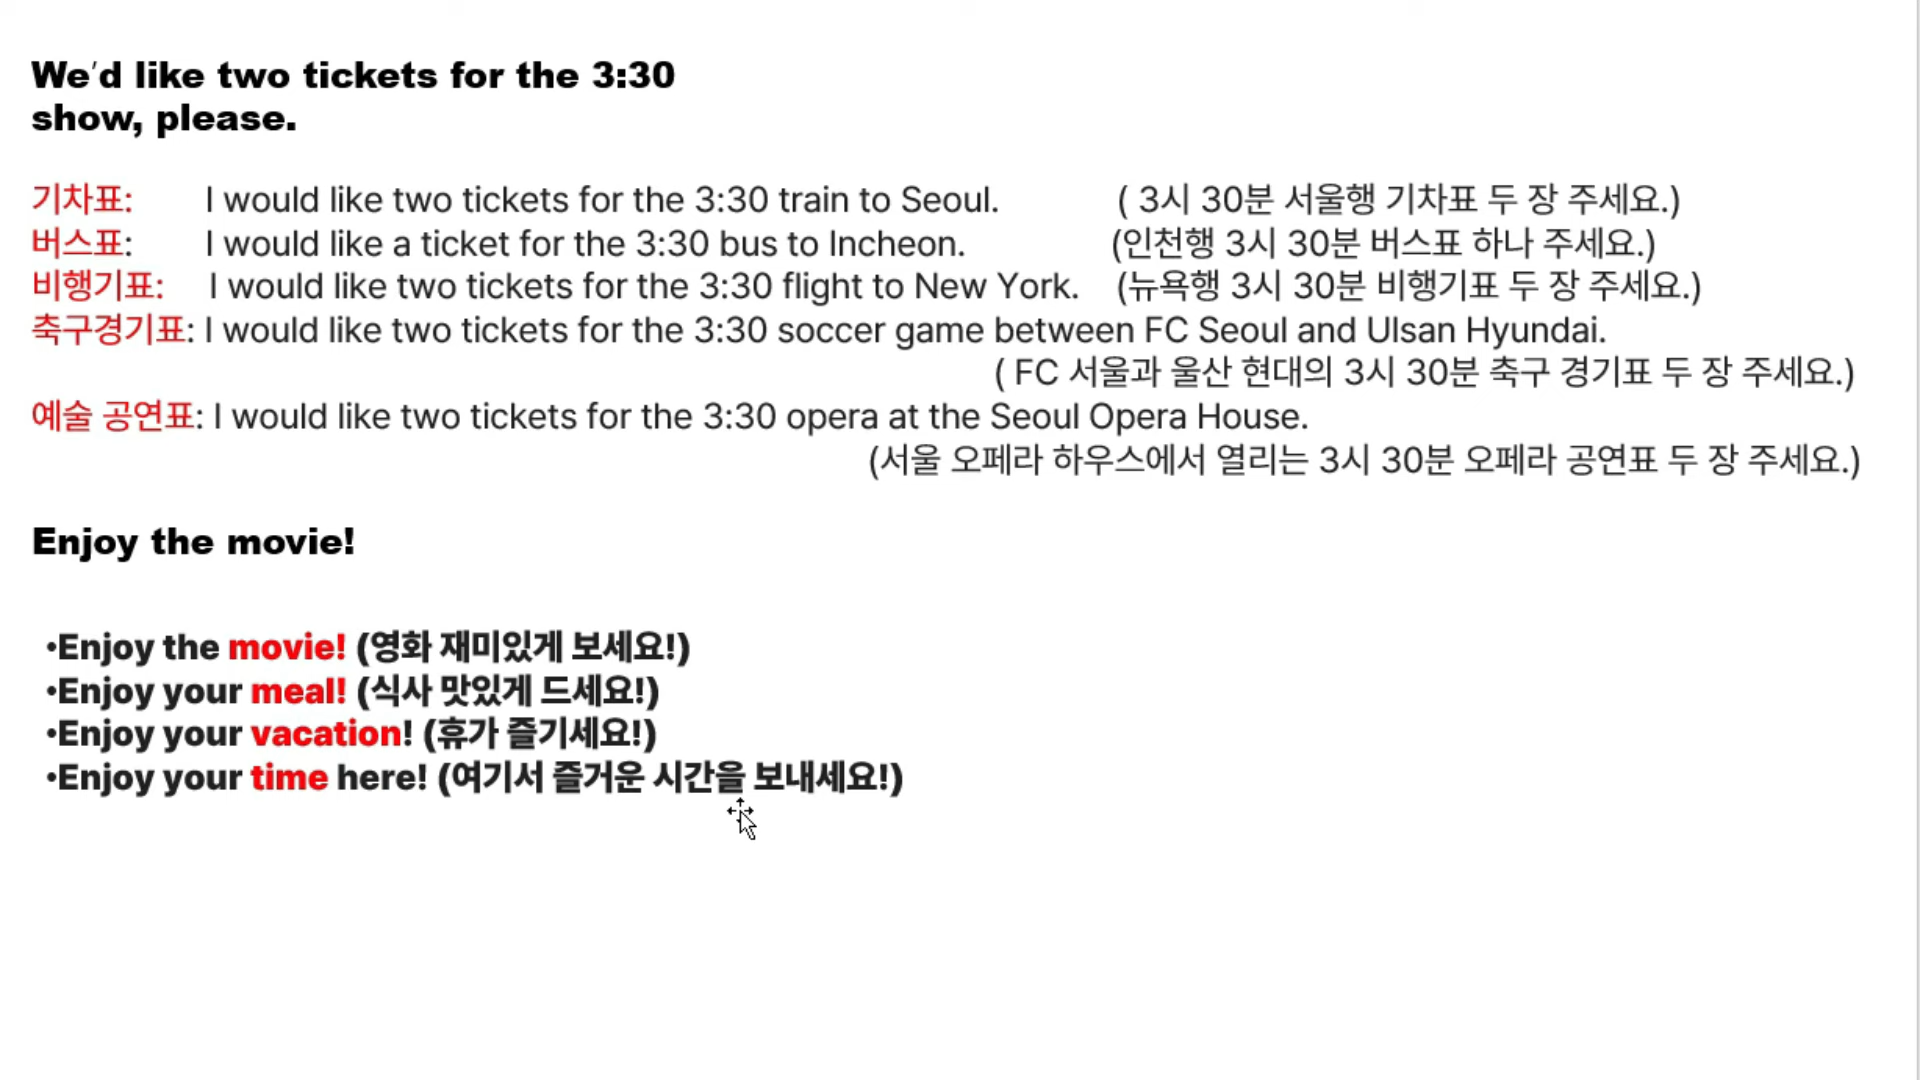 We'd like two tickets for the 3:30
show, please.
기차표: I would like two tickets for the 3:30 train to Seoul. ( 3시 30분 서울행 기차표 두 장 주세요.)
버스표: I would like a ticket for the 3:30 bus to Incheon. (인천행 3시 30분 버스표 하나 주세요.)
비행기표: I would like two tickets for the 3:30 flight to New York. (뉴욕행 3시 30분 비행기표 두 장 주세요.)
축구경기표: I would like two tickets for the 3:30 soccer game between FC Seoul and Ulsan Hyundai.
( FC 서울과 울산 현대의 3시 30분 축구 경기표 두 장 주세요.)
예술 공연표: I would like two tickets for the 3:30 opera at the Seoul Opera House.
(서울 오페라 하우스에서 열리는 3시 30분 오페라 공연표 두 장 주세요.)
Enjoy the movie!
•Enjoy the movie! (영화 재미있게 보세요!)
•Enjoy your meal! (식사 맛있게 드세요!)
•Enjoy your vacation! (휴가 즐기세요!)
•Enjoy your time here! (여기서 즐거운 시간을 보내세요!)